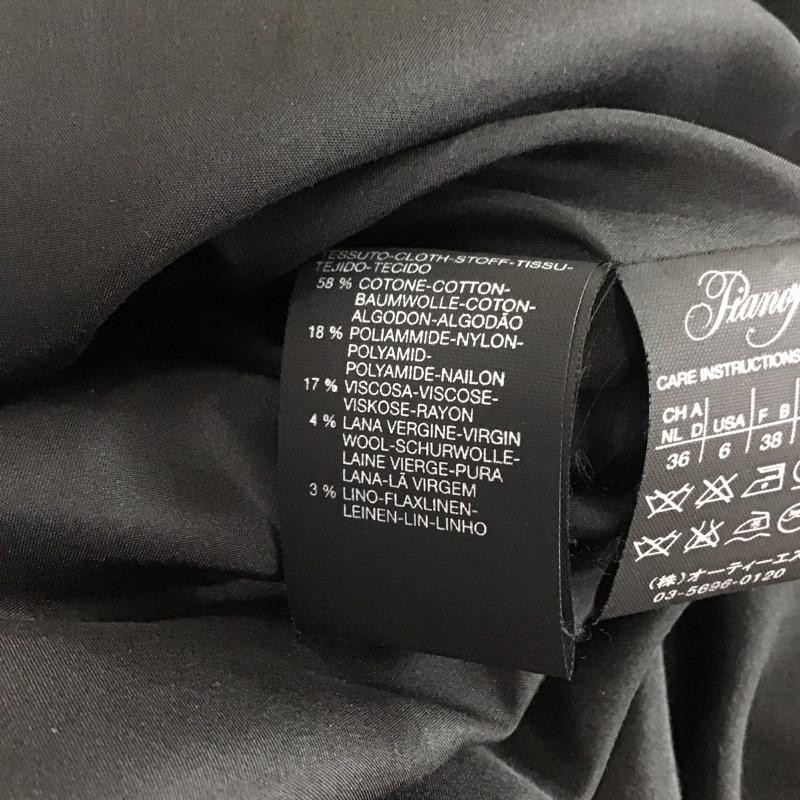 TESSUTO-CLOTH-STOFF-TISSU-
TEJIDO-TECIDO
58 % COTONE-COTTON-
BAUMWOLLE-COTON-
ALGODON-ALGODÃO
18 % POLIAMMIDE-NYLON-
POLYAMID-
POLYAMIDE-NAILON
17 % VISCOSA-VISCOSE-
VISKOSE-RAYON
4 % LANA VERGINE-VIRGIN
WOOL-SCHURWOLLE-
LAINE VIERGE-PURA
LANA-LÃ VIRGEM
3 % LINO-FLAXLINEN-
LEINEN-LIN-LINHO
CARE INSTRUCTIONS
CH A USA F B
NL D 6 38
36
(株)オーティーエス
03-5696-0120